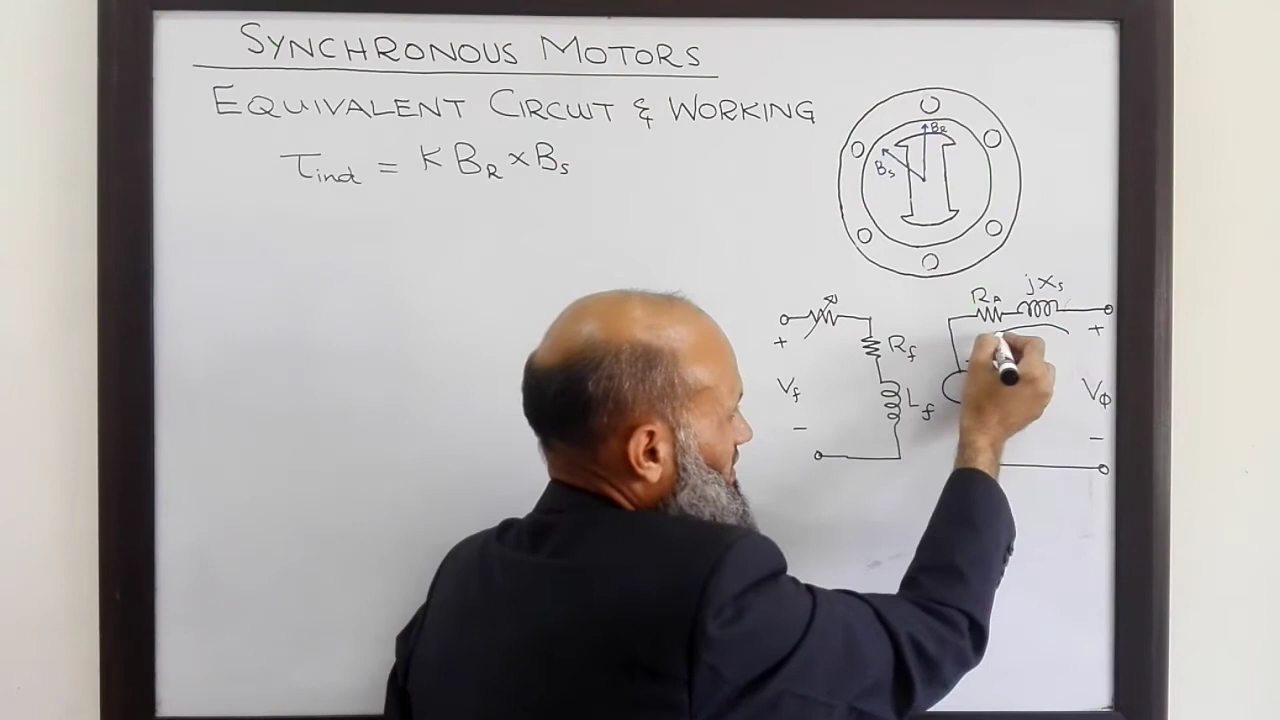 SYNCHRONOUS MOTORS
EQUIVALENT CIRCUIT & WORKING
τind = K BR × BS
BR
BS
RA
jXs
+
Rf
+
Vf
Lf
Vφ
-
-